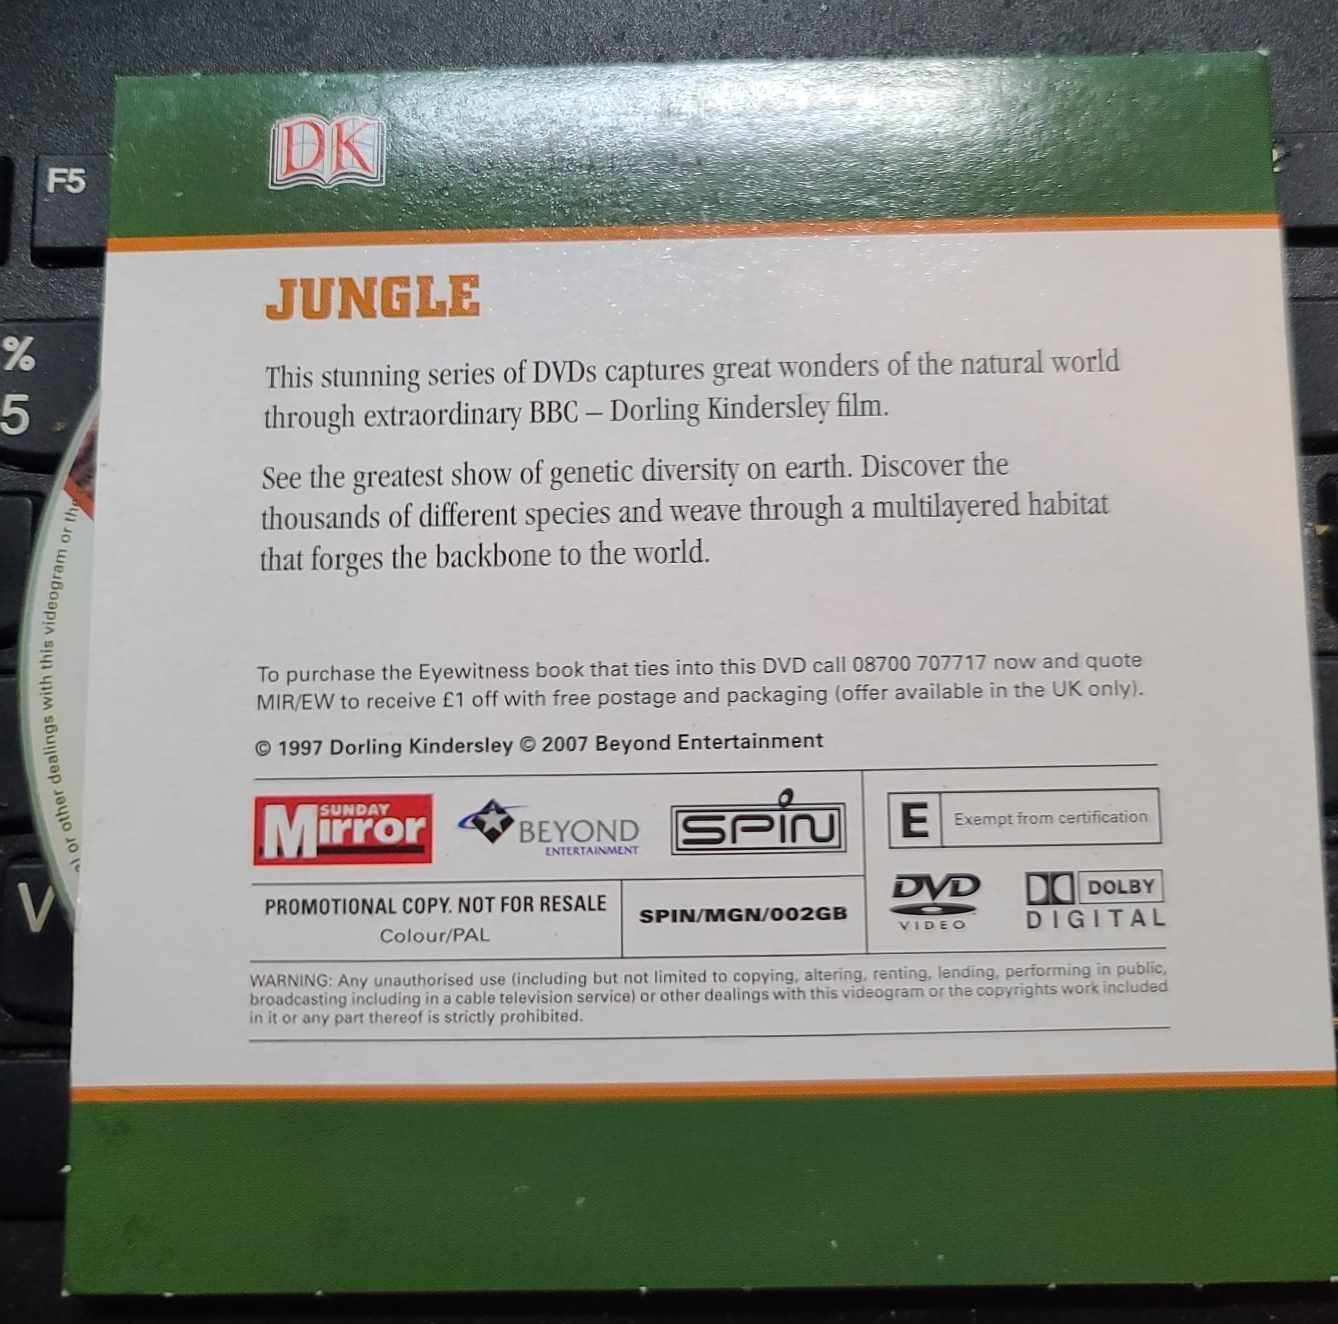 F5
%
5
V
DK
JUNGLE
This stunning series of DVDs captures great wonders of the natural world
through extraordinary BBC – Dorling Kindersley film.
See the greatest show of genetic diversity on earth. Discover the
thousands of different species and weave through a multilayered habitat
that forges the backbone to the world.
To purchase the Eyewitness book that ties into this DVD call 08700 707717 now and quote
MIR/EW to receive £1 off with free postage and packaging (offer available in the UK only).
© 1997 Dorling Kindersley © 2007 Beyond Entertainment
SUNDAY
Mirror
BEYOND
ENTERTAINMENT
SPIN
E Exempt from certification
PROMOTIONAL COPY. NOT FOR RESALE
Colour/PAL
SPIN/MGN/002GB
DVD
VIDEO
DOLBY
DIGITAL
WARNING: Any unauthorised use (including but not limited to copying, altering, renting, lending, performing in public,
broadcasting including in a cable television service) or other dealings with this videogram or the copyrights work included
in it or any part thereof is strictly prohibited.
) or other dealings with this videogram or the